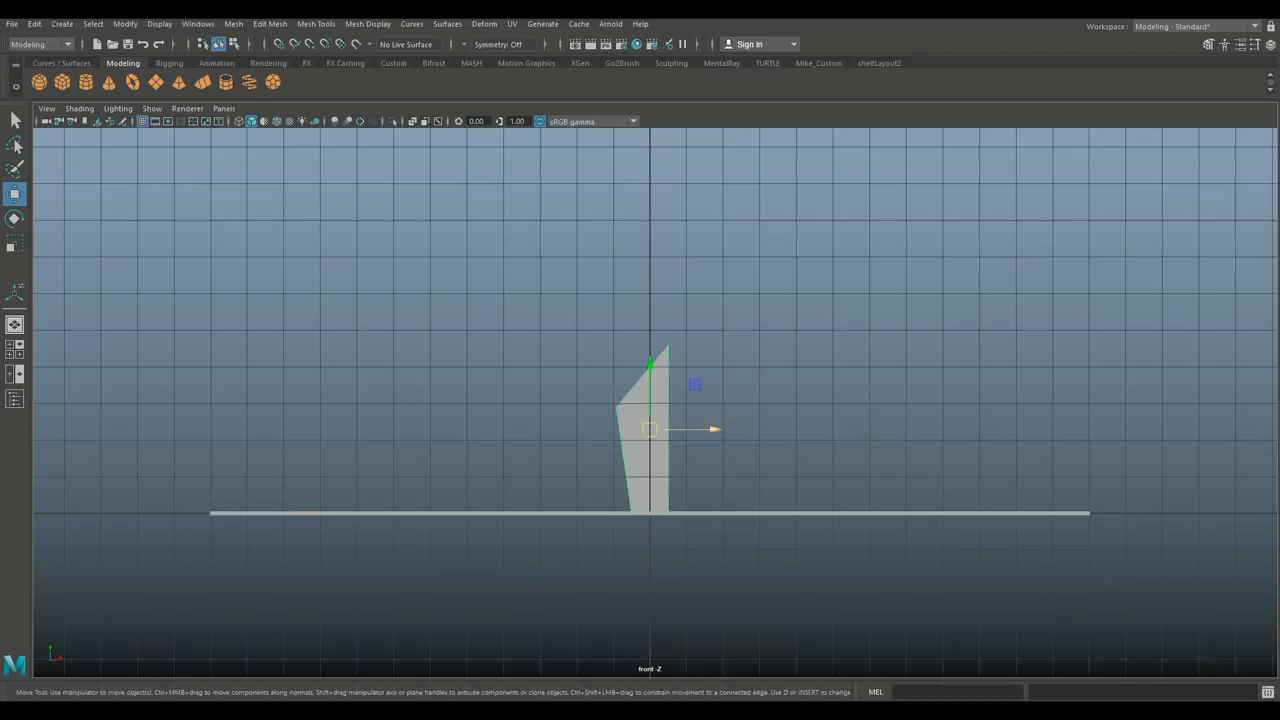 File Edit Create Select Modify Display Windows Mesh Edit Mesh Mesh Tools Mesh Display Curves Surfaces Deform UV Generate Cache Arnold Help
Workspace : Modeling - Standard*
Modeling No Live Surface Symmetry: Off Sign In
Curves / Surfaces Modeling Rigging Animation Rendering FX FX Caching Custom Bifrost MASH Motion Graphics XGen GoZBrush Sculpting MentalRay TURTLE Mike_Custom shelfLayout2
View Shading Lighting Show Renderer Panels
0.00 1.00 sRGB gamma
front -Z
Move Tool: Use manipulator to move object(s). Ctrl+MMB+drag to move components along normals. Shift+drag manipulator axis or plane handles to extrude components or clone objects. Ctrl+Shift+LMB+drag to constrain movement to a connected edge. Use D or INSERT to change
MEL